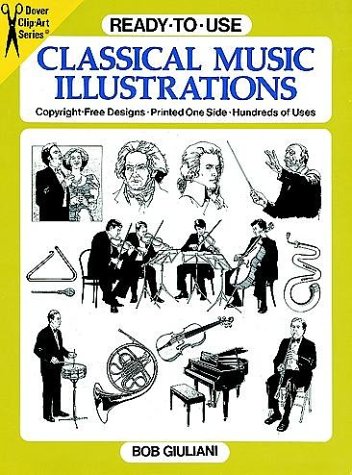 Dover
Clip-Art
Series®
READY·TO·USE
CLASSICAL MUSIC
ILLUSTRATIONS
Copyright-Free Designs · Printed One Side · Hundreds of Uses
BOB GIULIANI